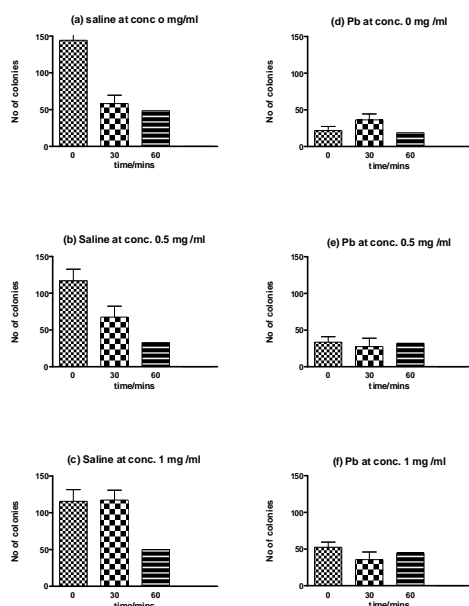 (a) saline at conc o mg/ml
No of colonies
150
100
50
0
0 30 60
time/mins
(d) Pb at conc. 0 mg /ml
No of colonies
150
100
50
0
0 30 60
time/mins
(b) Saline at conc. 0.5 mg /ml
No of colonies
150
100
50
0
0 30 60
time/mins
(e) Pb at conc. 0.5 mg /ml
No of colonies
150
100
50
0
0 30 60
time/mins
(c) Saline at conc. 1 mg /ml
No of colonies
150
100
50
0
0 30 60
time/mins
(f) Pb at conc. 1 mg /ml
No of colonies
150
100
50
0
0 30 60
time/mins